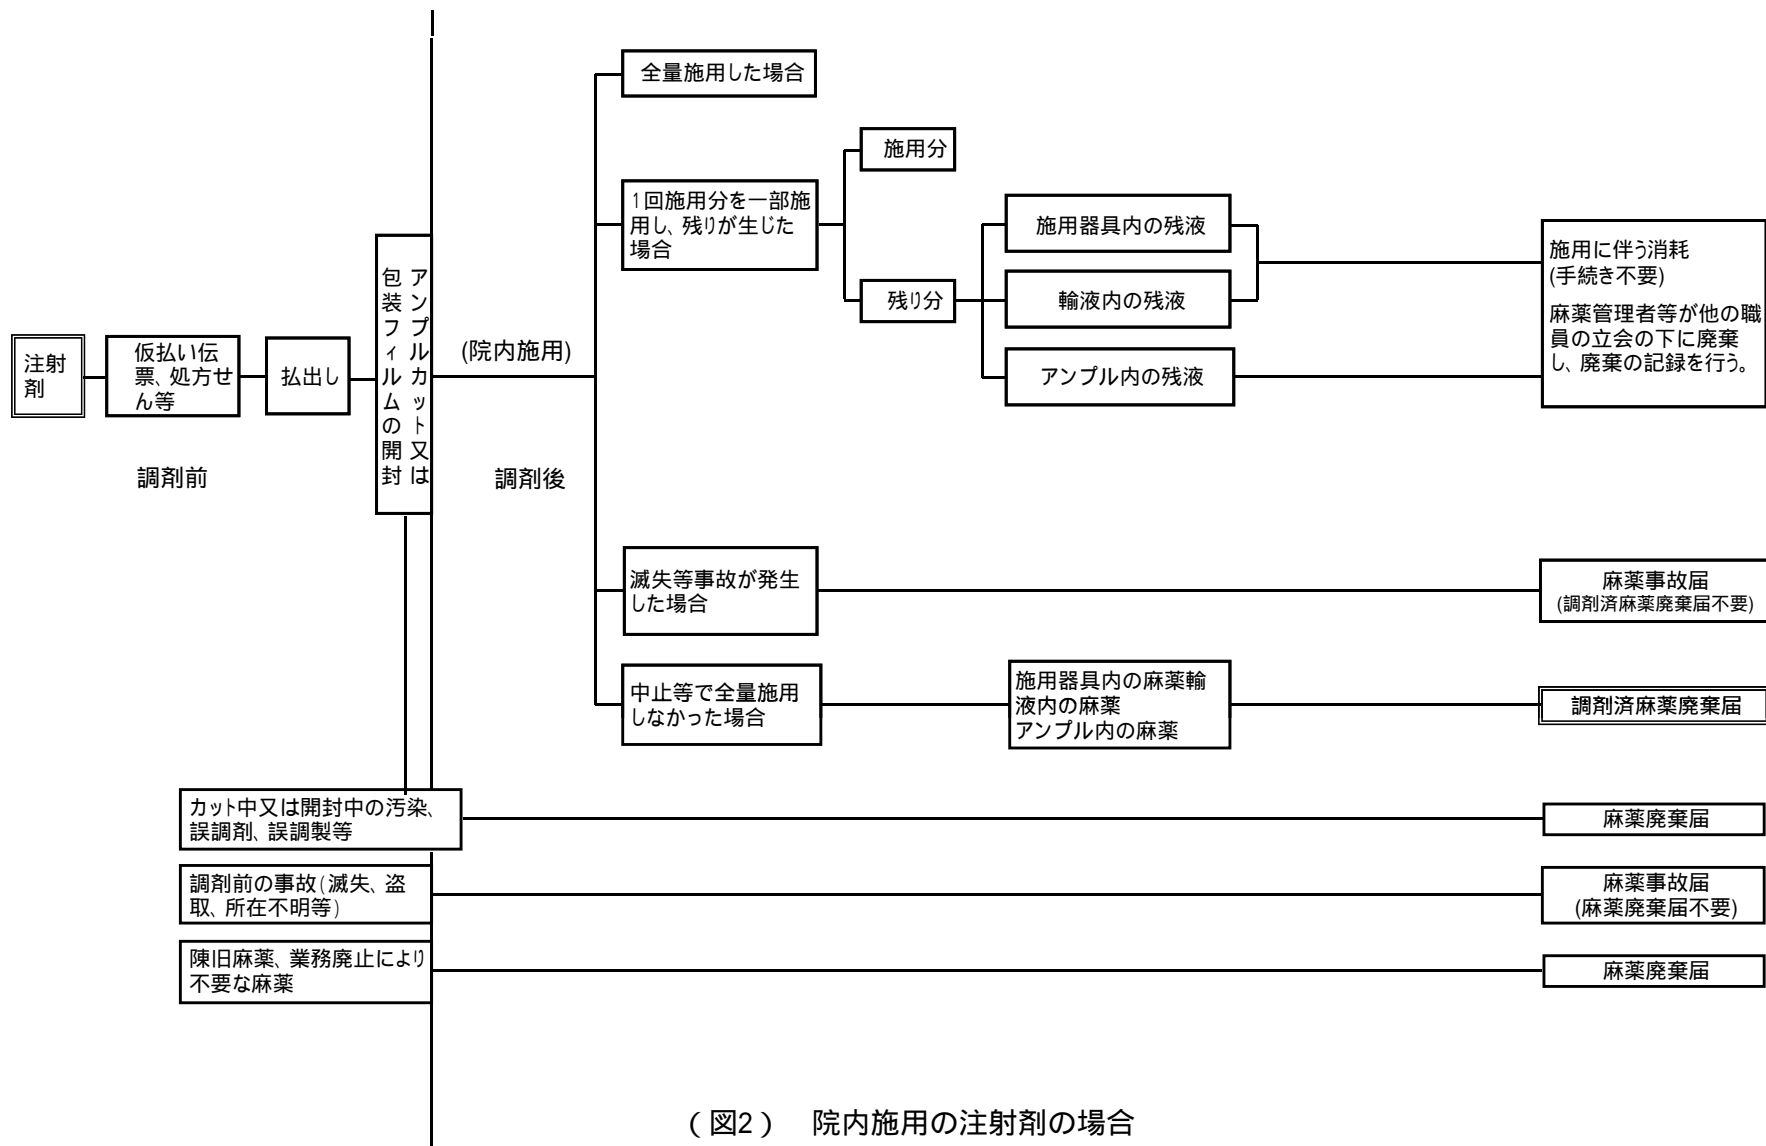 注射
剤
仮払い伝
票、処方せ
ん等
払出し
アンプルカット又は
包装フィルムの開封
調剤前
(院内施用)
調剤後
全量施用した場合
1回施用分を一部施
用し、残りが生じた
場合
施用分
残り分
施用器具内の残液
輸液内の残液
アンプル内の残液
施用に伴う消耗
(手続き不要)
麻薬管理者等が他の職
員の立会の下に廃棄
し、廃棄の記録を行う。
滅失等事故が発生
した場合
麻薬事故届
(調剤済麻薬廃棄届不要)
中止等で全量施用
しなかった場合
施用器具内の麻薬輸
液内の麻薬
アンプル内の麻薬
調剤済麻薬廃棄届
カット中又は開封中の汚染、
誤調剤、誤調製等
麻薬廃棄届
調剤前の事故(滅失、盗
取、所在不明等)
麻薬事故届
(麻薬廃棄届不要)
陳旧麻薬、業務廃止により
不要な麻薬
麻薬廃棄届
(図2) 院内施用の注射剤の場合